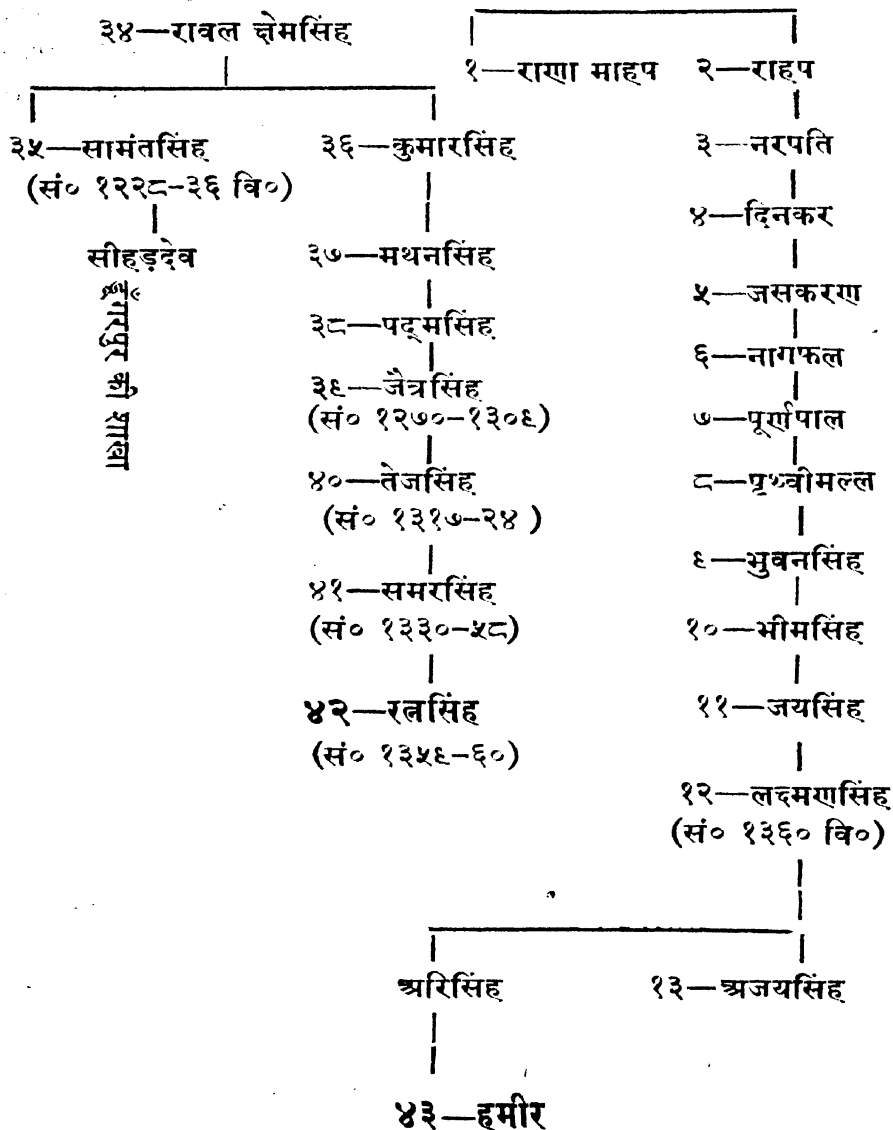 ३४—रावल क्षेमसिंह
१—राणा माहप २—राहप
३५—सामंतसिंह ३६—कुमारसिंह ३—नरपति
(सं० १२२८-३६ वि०)
४—दिनकर
सीहड़देव ३७—मथनसिंह
डूँगरपुर की शाखा
५—जसकरण
३८—पद्मसिंह
६—नागफल
३९—जैत्रसिंह
(सं० १२७०-१३०९) ७—पूर्णपाल
४०—तेजसिंह ८—पृथ्वीमल्ल
(सं० १३१७-२४ )
९—भुवनसिंह
४१—समरसिंह
(सं० १३३०-५८) १०—भीमसिंह
४२—रत्नसिंह ११—जयसिंह
(सं० १३५९-६०)
१२—लक्ष्मणसिंह
(सं० १३६० वि०)
अरिसिंह १३—अजयसिंह
४३—हमीर